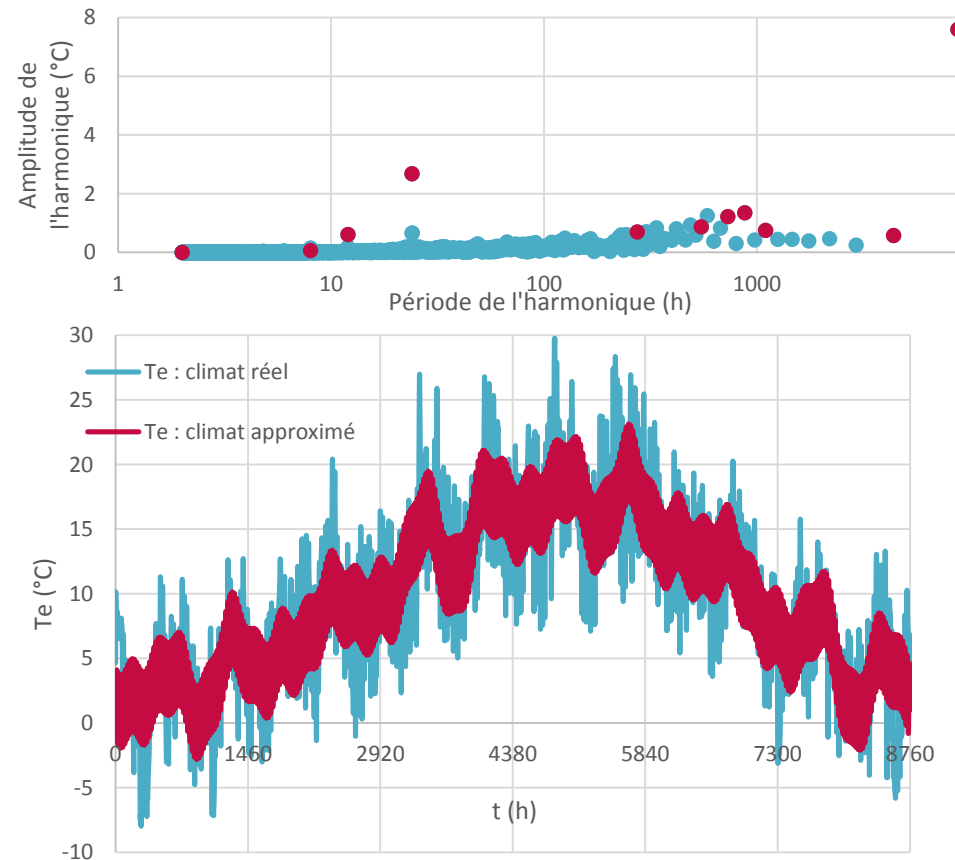 8
6
4
2
0
Amplitude de
l'harmonique (°C)
1 10 100 1000
Période de l'harmonique (h)
30
25
20
15
10
5
0
-5
-10
Te : climat réel
Te : climat approximé
Te (°C)
0 1460 2920 4380 5840 7300 8760
t (h)